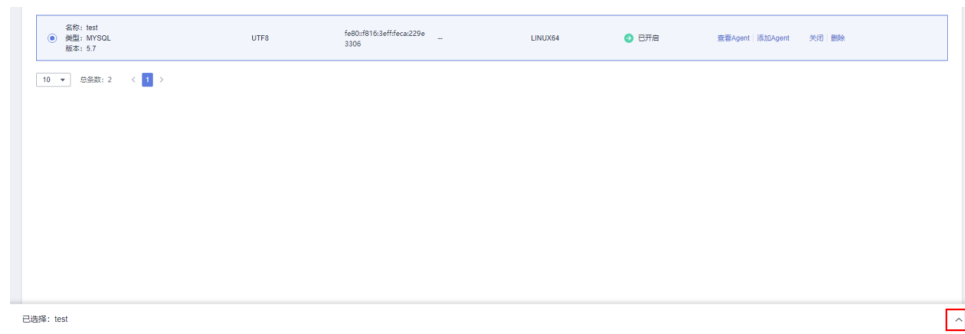 名称：test
类型：MYSQL
版本：5.7
UTF8
fe80::f816:3eff:feca:229e
3306
--
LINUX64
已开启
查看Agent 添加Agent 关闭 删除
10 总条数：2 < 1 >
已选择：test